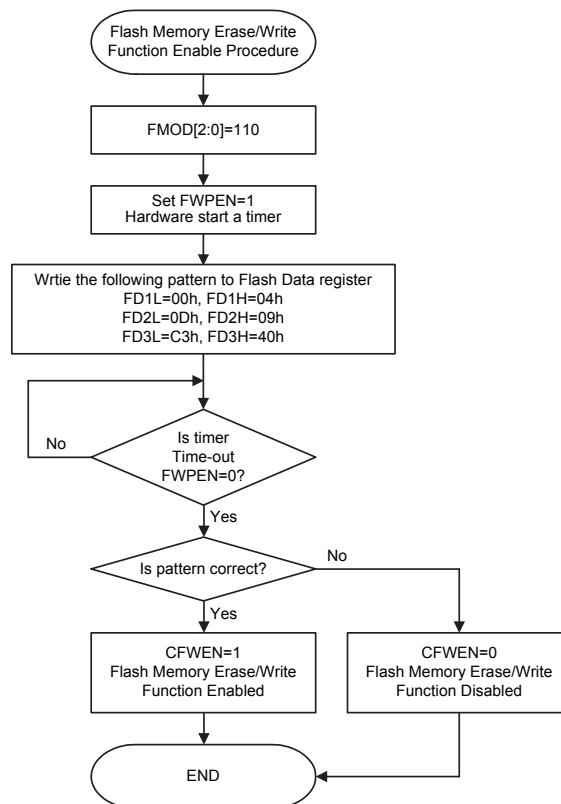 Flash Memory Erase/Write
Function Enable Procedure
FMOD[2:0]=110
Set FWPEN=1
Hardware start a timer
Wrtie the following pattern to Flash Data register
FD1L=00h, FD1H=04h
FD2L=0Dh, FD2H=09h
FD3L=C3h, FD3H=40h
No
Is timer
Time-out
FWPEN=0?
Yes
Is pattern correct?
No
Yes
CFWEN=1
Flash Memory Erase/Write
Function Enabled
CFWEN=0
Flash Memory Erase/Write
Function Disabled
END